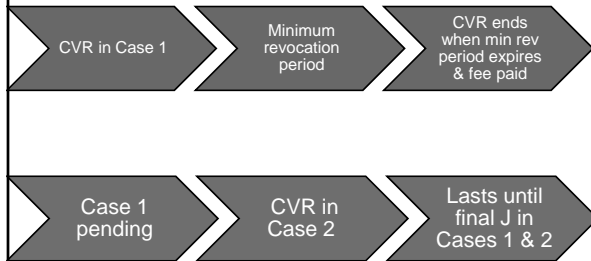 CVR in Case 1
Minimum
revocation
period
CVR ends
when min rev
period expires
& fee paid
Case 1
pending
CVR in
Case 2
Lasts until
final J in
Cases 1 & 2